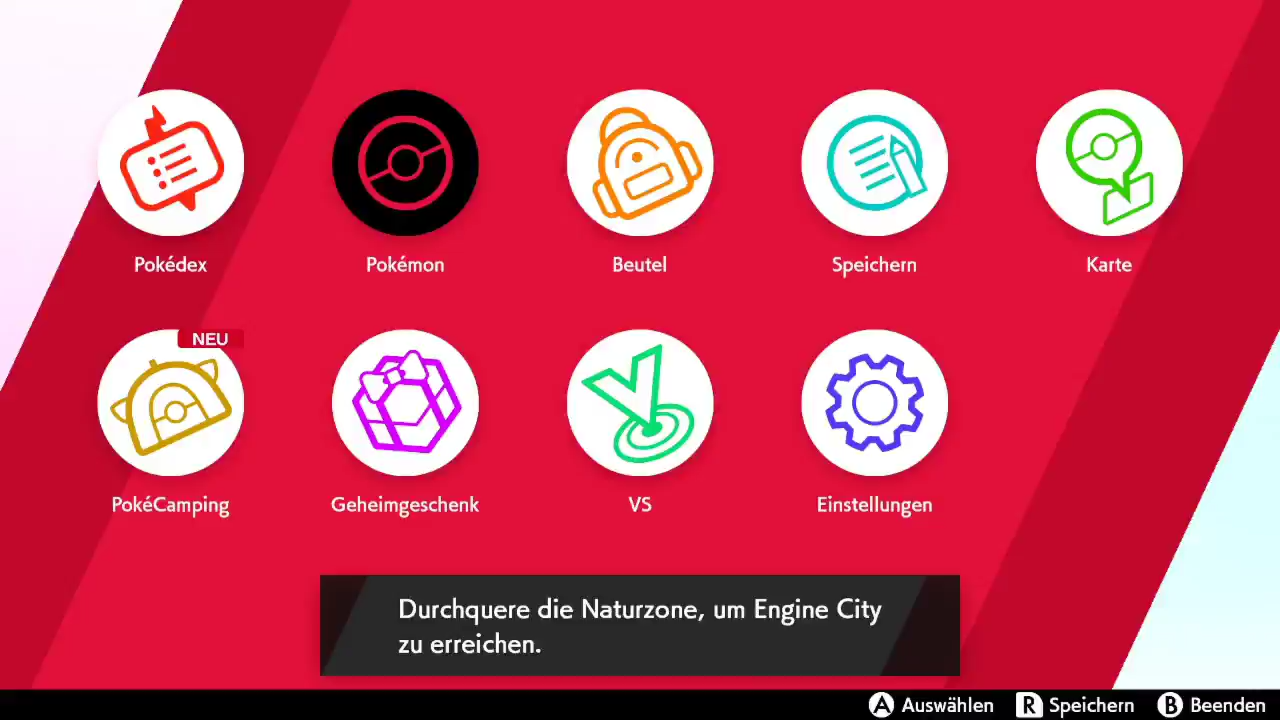 Pokédex
Pokémon
Beutel
Speichern
Karte
NEU
PokéCamping
Geheimgeschenk
VS
Einstellungen
Durchquere die Naturzone, um Engine City
zu erreichen.
A Auswählen R Speichern B Beenden